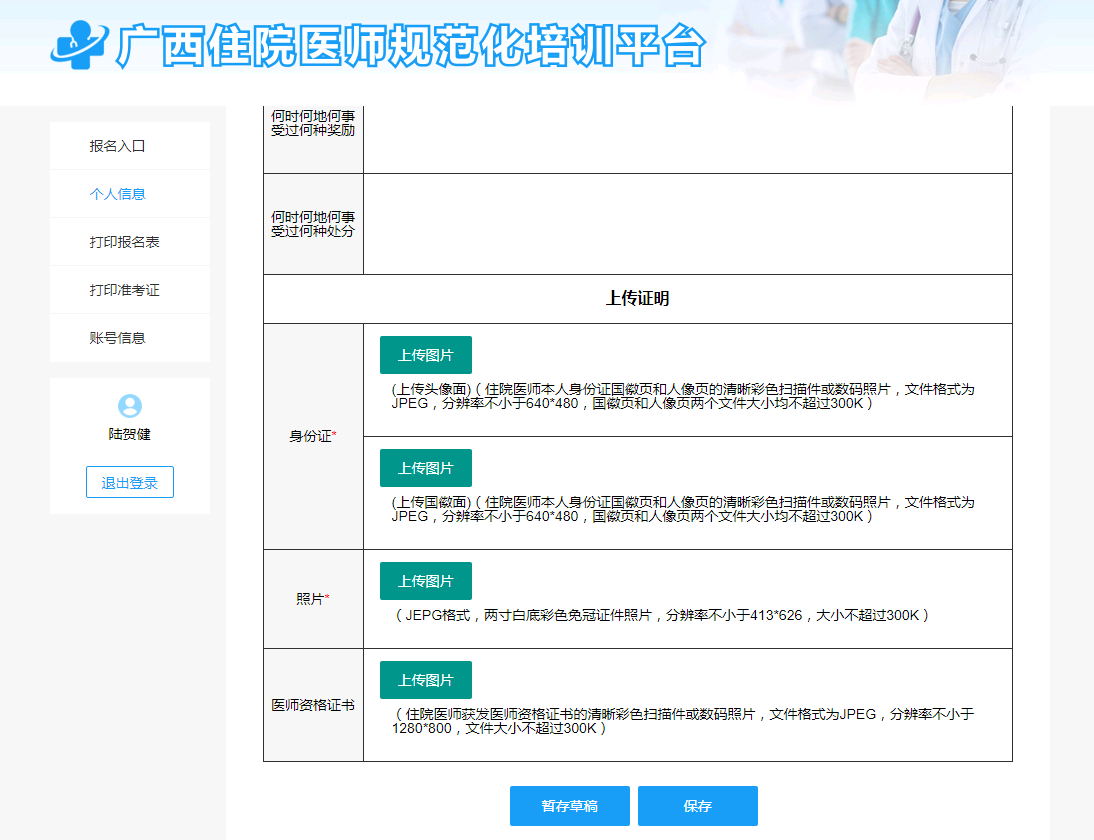 广西住院医师规范化培训平台
报名入口
个人信息
打印报名表
打印准考证
账号信息
陆贺健
退出登录
何时何地何事
受过何种奖励
何时何地何事
受过何种处分
上传证明
身份证*
上传图片
(上传头像面)（住院医师本人身份证国徽页和人像页的清晰彩色扫描件或数码照片，文件格式为
JPEG，分辨率不小于640*480，国徽页和人像页两个文件大小均不超过300K）
上传图片
(上传国徽面)（住院医师本人身份证国徽页和人像页的清晰彩色扫描件或数码照片，文件格式为
JPEG，分辨率不小于640*480，国徽页和人像页两个文件大小均不超过300K）
照片*
上传图片
（JEPG格式，两寸白底彩色免冠证件照片，分辨率不小于413*626，大小不超过300K）
医师资格证书
上传图片
（住院医师获发医师资格证书的清晰彩色扫描件或数码照片，文件格式为JPEG，分辨率不小于
1280*800，文件大小不超过300K）
暂存草稿
保存